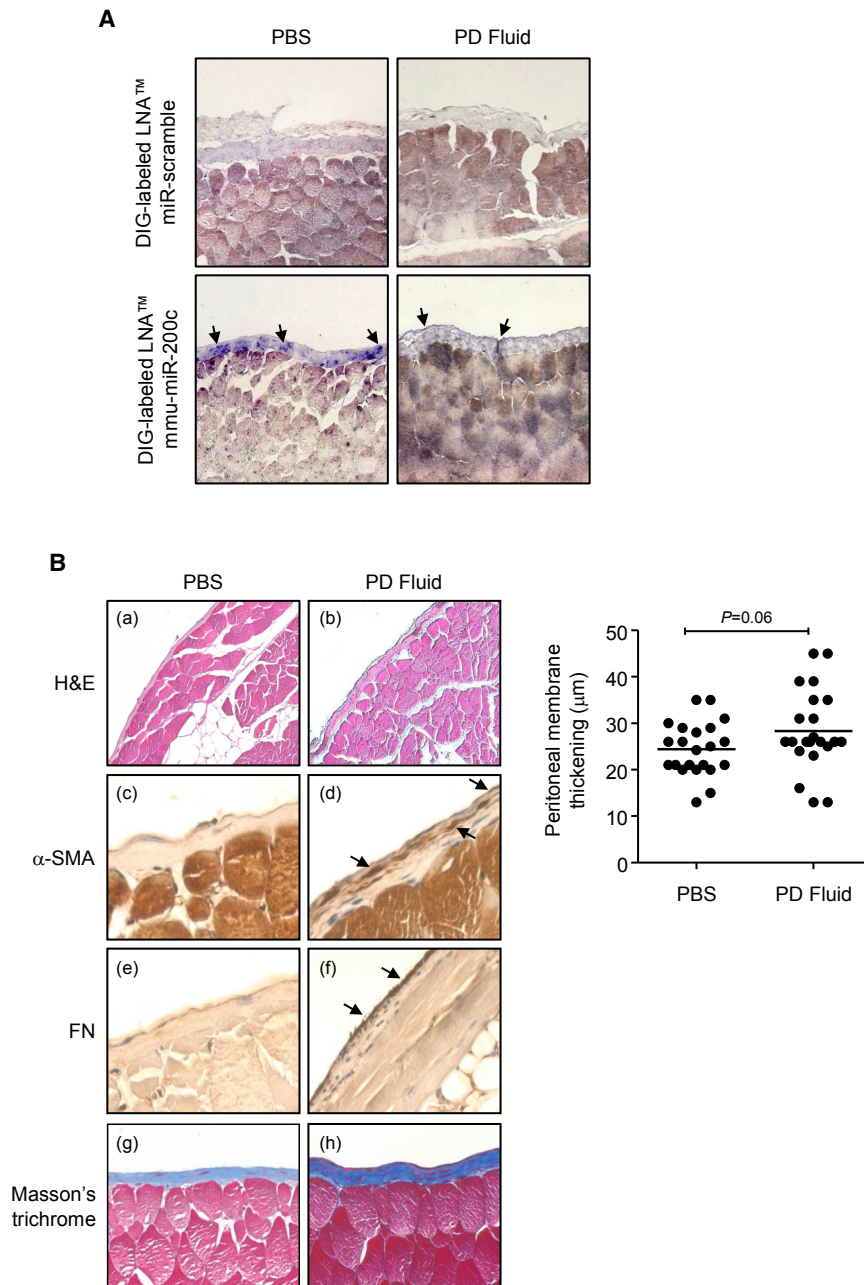 A
PBS
PD Fluid
DIG-labeled LNA™
miR-scramble
DIG-labeled LNA™
mmu-miR-200c
B
PBS
PD Fluid
H&E
(a)
(b)
α-SMA
(c)
(d)
FN
(e)
(f)
Masson's
trichrome
(g)
(h)
P=0.06
Peritoneal membrane
thickening (μm)
50
40
30
20
10
0
PBS
PD Fluid